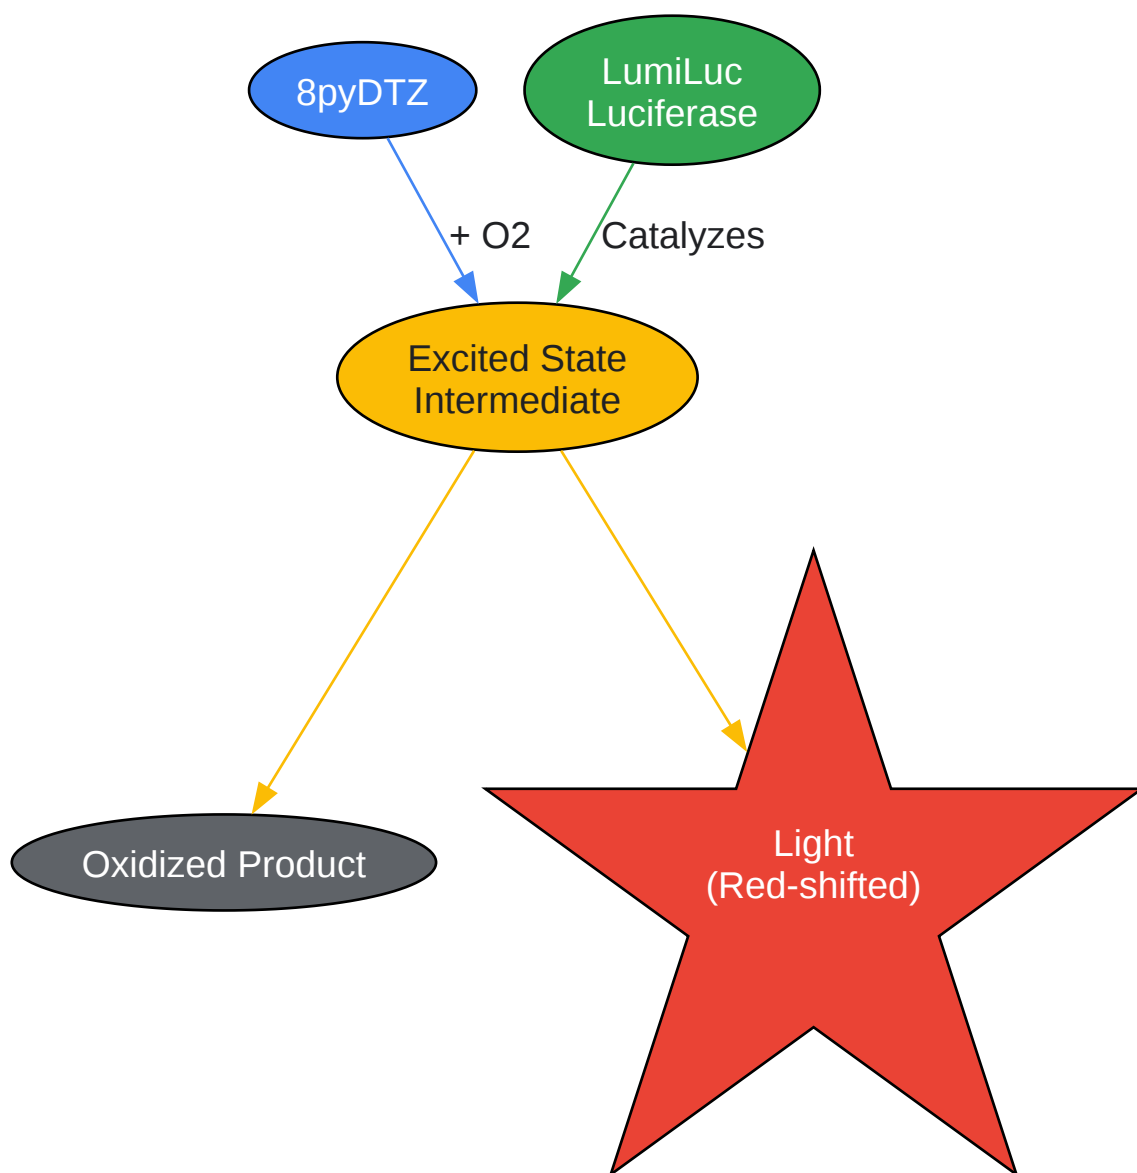 8pyDTZ
LumiLuc
Luciferase
+ O2
Catalyzes
Excited State
Intermediate
Oxidized Product
Light
(Red-shifted)